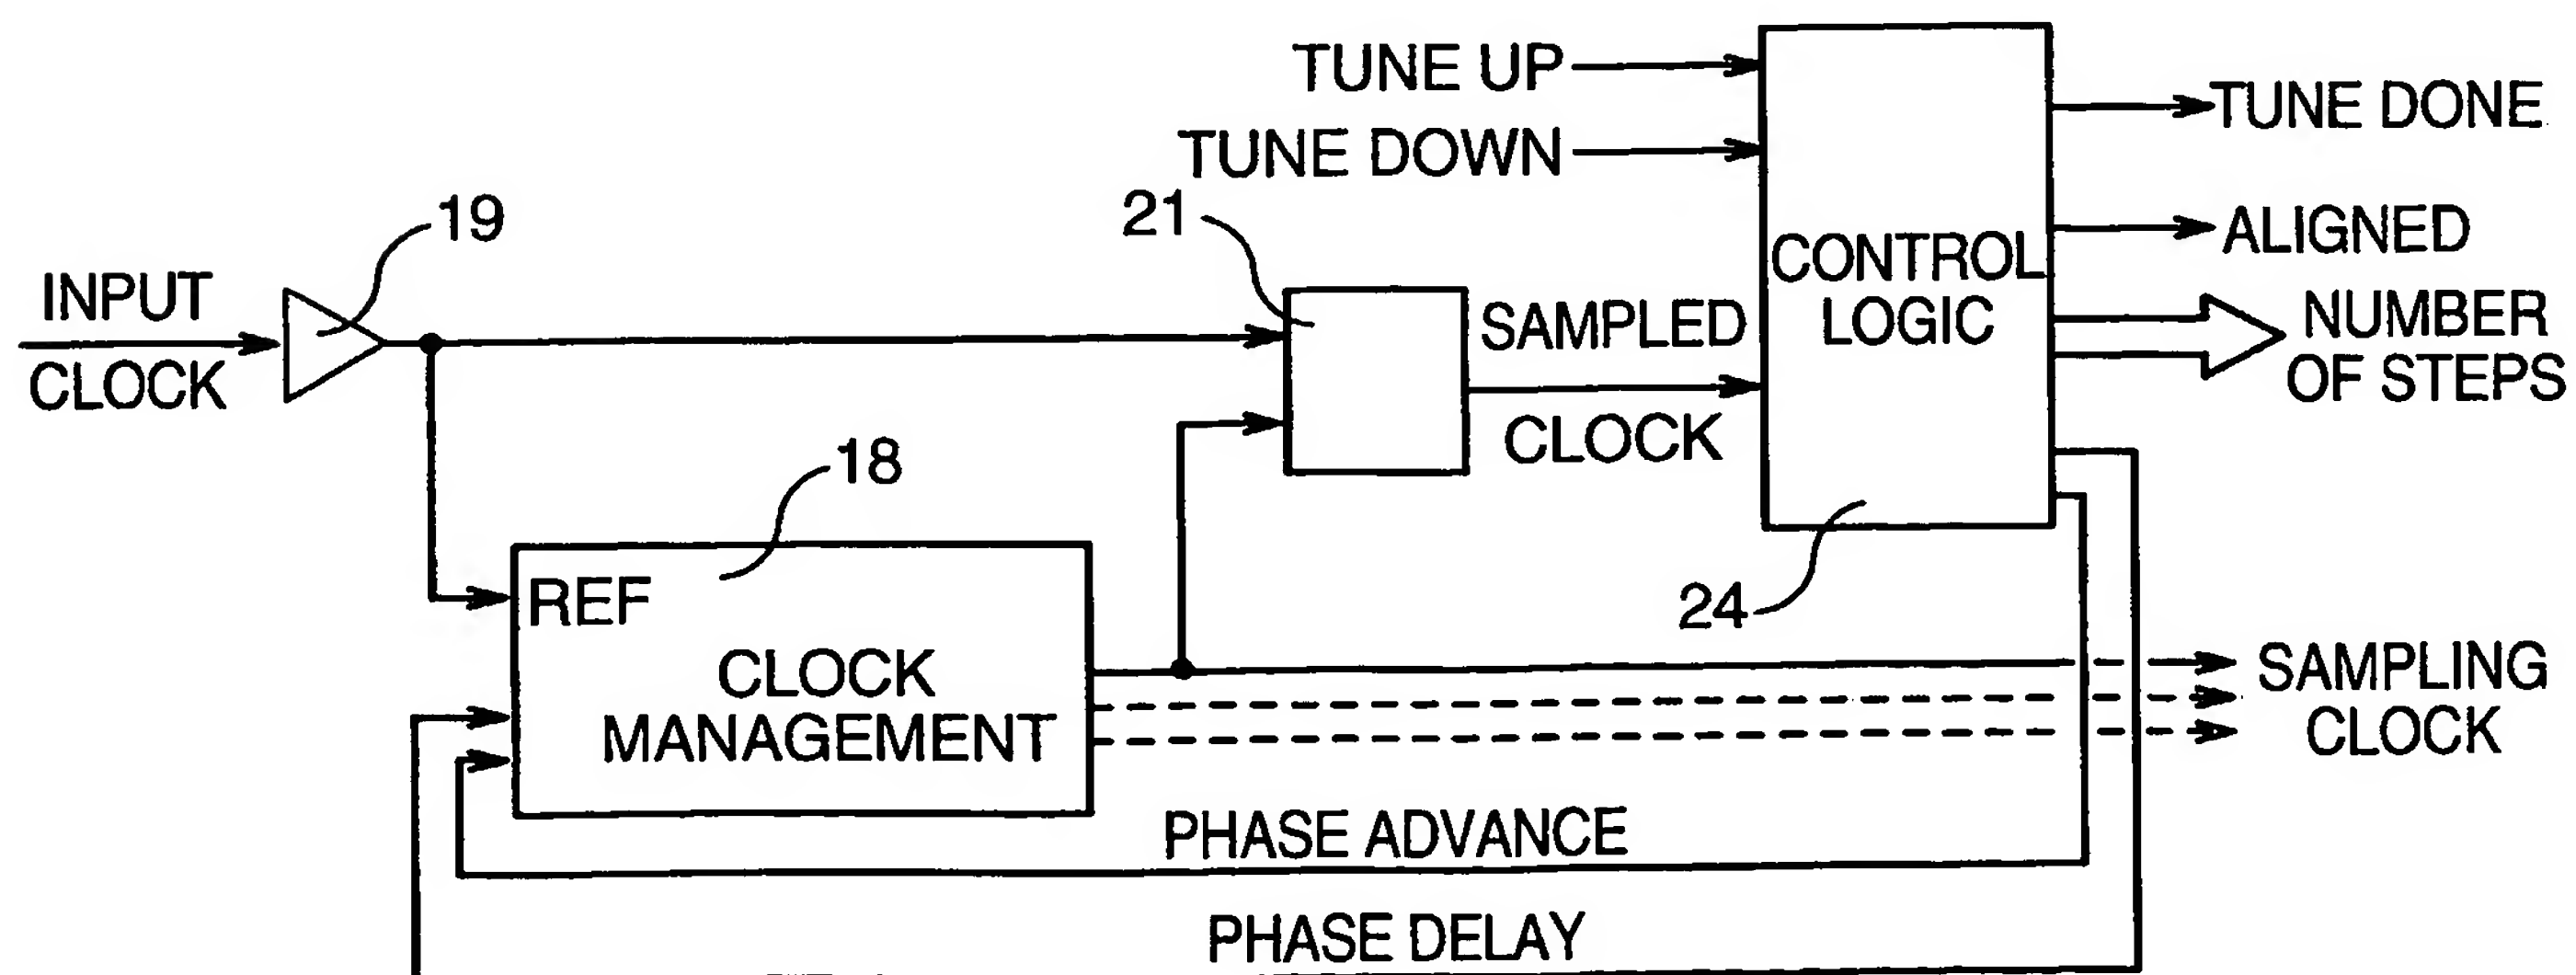 TUNE UP
TUNE DOWN
TUNE DONE
21
19
ALIGNED
INPUT
CLOCK
SAMPLED
CLOCK
CONTROL
LOGIC
NUMBER
OF STEPS
18
24
REF
CLOCK
MANAGEMENT
SAMPLING
CLOCK
PHASE ADVANCE
PHASE DELAY